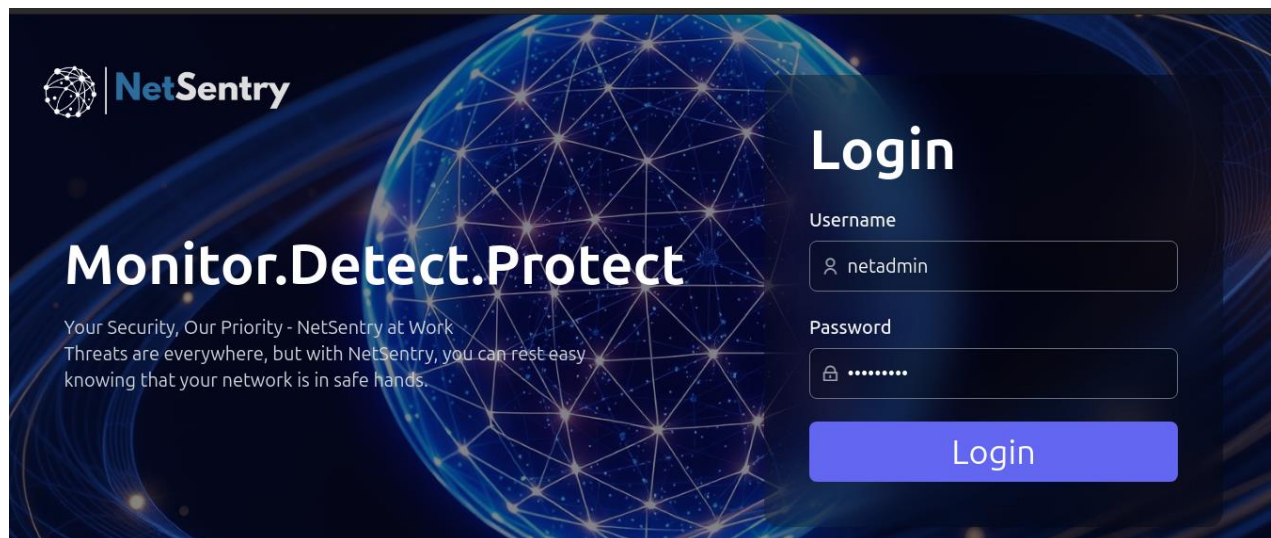 NetSentry
Monitor.Detect.Protect
Your Security, Our Priority - NetSentry at Work
Threats are everywhere, but with NetSentry, you can rest easy
knowing that your network is in safe hands.
Login
Username
netadmin
Password
•••••••••
Login